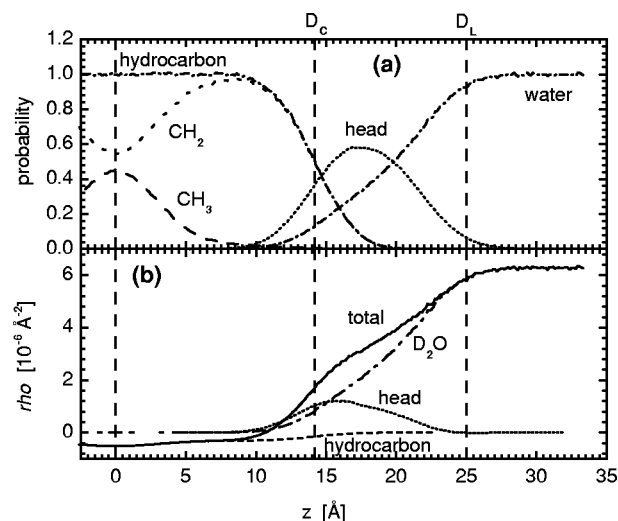 D_C D_L
1.2
1.0
0.8
0.6
0.4
0.2
0.0
probability
hydrocarbon
(a)
water
head
CH₂
CH₃
(b)
6
4
2
0
rho [10⁻⁶ Å⁻²]
total
D₂O
head
hydrocarbon
0 5 10 15 20 25 30 35
z [Å]